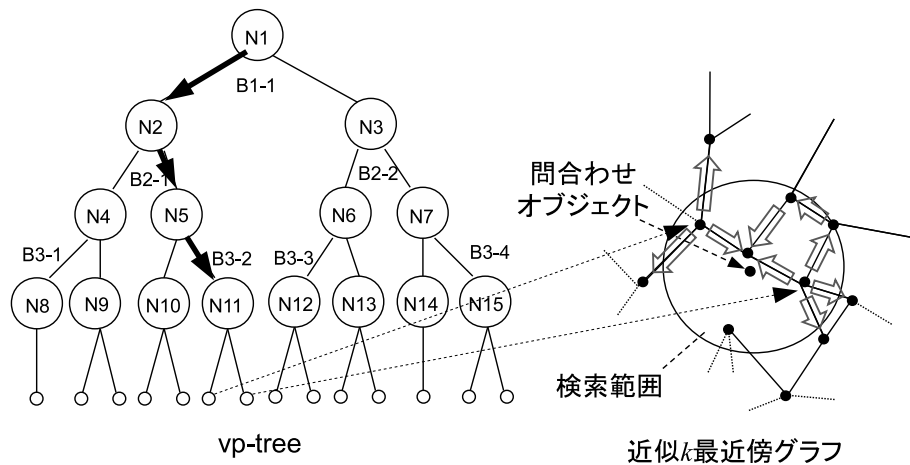 N1
B1-1
N2
N3
B2-1
B2-2
N4
N5
N6
N7
B3-1
B3-2
B3-3
B3-4
N8
N9
N10
N11
N12
N13
N14
N15
vp-tree
問合わせ
オブジェクト
検索範囲
近似k最近傍グラフ